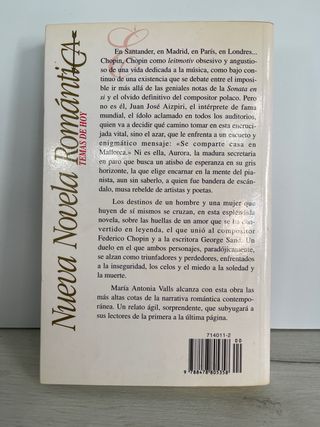 Nueva Novela Romántica
TEMAS DE HOY
En Santander, en Madrid, en París, en Londres...
Chopin, Chopin como leitmotiv obsesivo y angustio-
so de una vida dedicada a la música, como bajo conti-
nuo de una existencia que se debate entre el imposi-
ble ir más allá de las geniales notas de la Sonata en
si y el olvido definitivo del compositor polaco. Pero
no es él, Juan José Aizpiri, el intérprete de fama
mundial, el ídolo aclamado en todos los auditorios,
quien va a decidir qué camino tomar en esta encruci-
jada vital, sino el azar, que le enfrenta a un escueto y
enigmático mensaje: «Se comparte casa en
Mallorca.» Ni es ella, Aurora, la madura secretaria
en paro que busca un atisbo de esperanza en su gris
horizonte, la que elige encarnar en la mente del pia-
nista, aun sin saberlo, a quien fue bandera de escán-
dalo, musa rebelde de artistas y poetas.
Los destinos de un hombre y una mujer que
huyen de sí mismos se cruzan, en esta espléndida
novela, sobre las huellas de un amor que se ha con-
vertido en leyenda, el que unió al compositor
Federico Chopin y a la escritora George Sand. Un
duelo en el que ambos personajes, paradójicamente,
se alzan como triunfadores y perdedores, enfrentados
a la inseguridad, los celos y el miedo a la soledad y
la muerte.
María Antonia Valls alcanza con esta obra las
más altas cotas de la narrativa romántica contempo-
ránea. Un relato ágil, sorprendente, que subyugará a
sus lectores de la primera a la última página.
714011-2
00
9 788478 805358